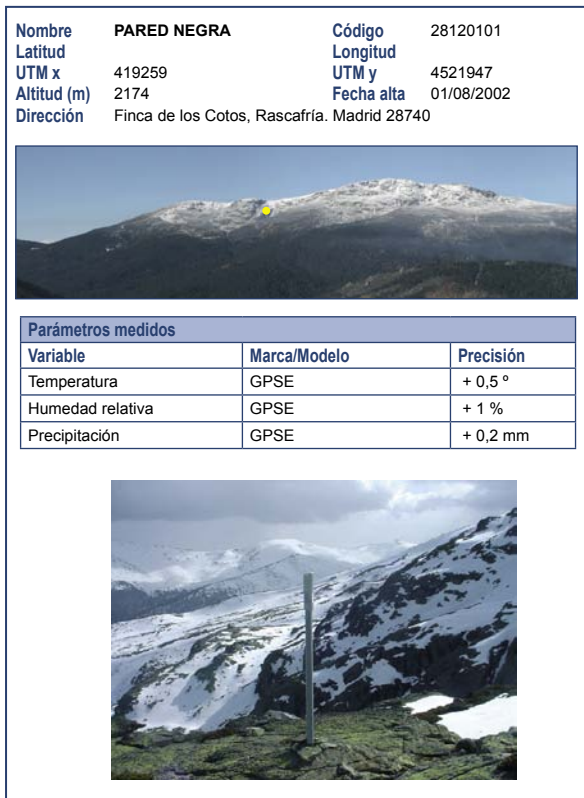 Nombre PARED NEGRA Código 28120101
Latitud Longitud
UTM x 419259 UTM y 4521947
Altitud (m) 2174 Fecha alta 01/08/2002
Dirección Finca de los Cotos, Rascafría. Madrid 28740
Parámetros medidos
Variable Marca/Modelo Precisión
Temperatura GPSE + 0,5 º
Humedad relativa GPSE + 1 %
Precipitación GPSE + 0,2 mm